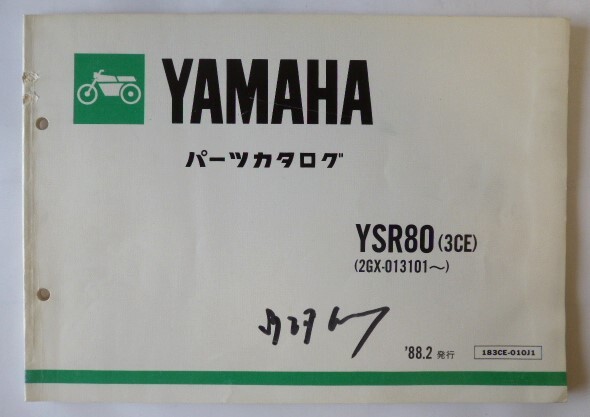 YAMAHA
パーツカタログ
YSR80 (3CE)
(2GX-013101〜)
'88.2 発行
183CE-010J1